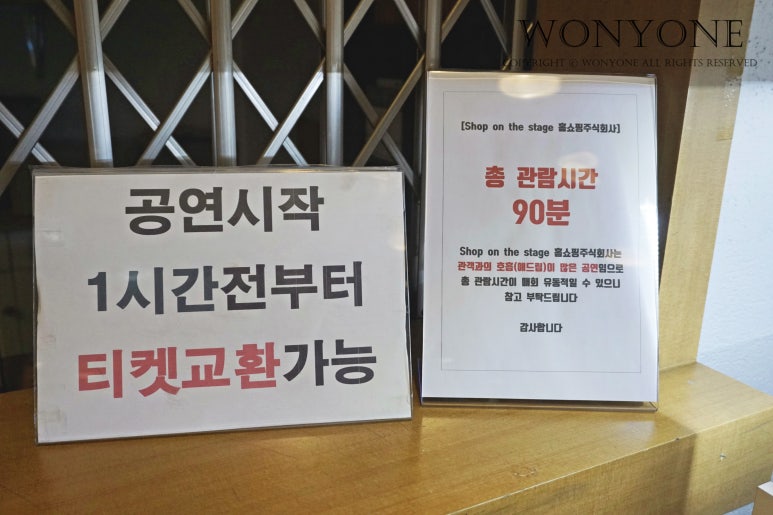 WONYONE
COPYRIGHT © WONYONE ALL RIGHTS RESERVED
공연시작
1시간전부터
티켓교환가능
[Shop on the stage 홈쇼핑주식회사]
총 관람시간
90분
Shop on the stage 홈쇼핑주식회사는
관객과의 호흡(애드립)이 많은 공연임으로
총 관람시간이 매회 유동적일 수 있으니
참고 부탁드립니다
감사합니다